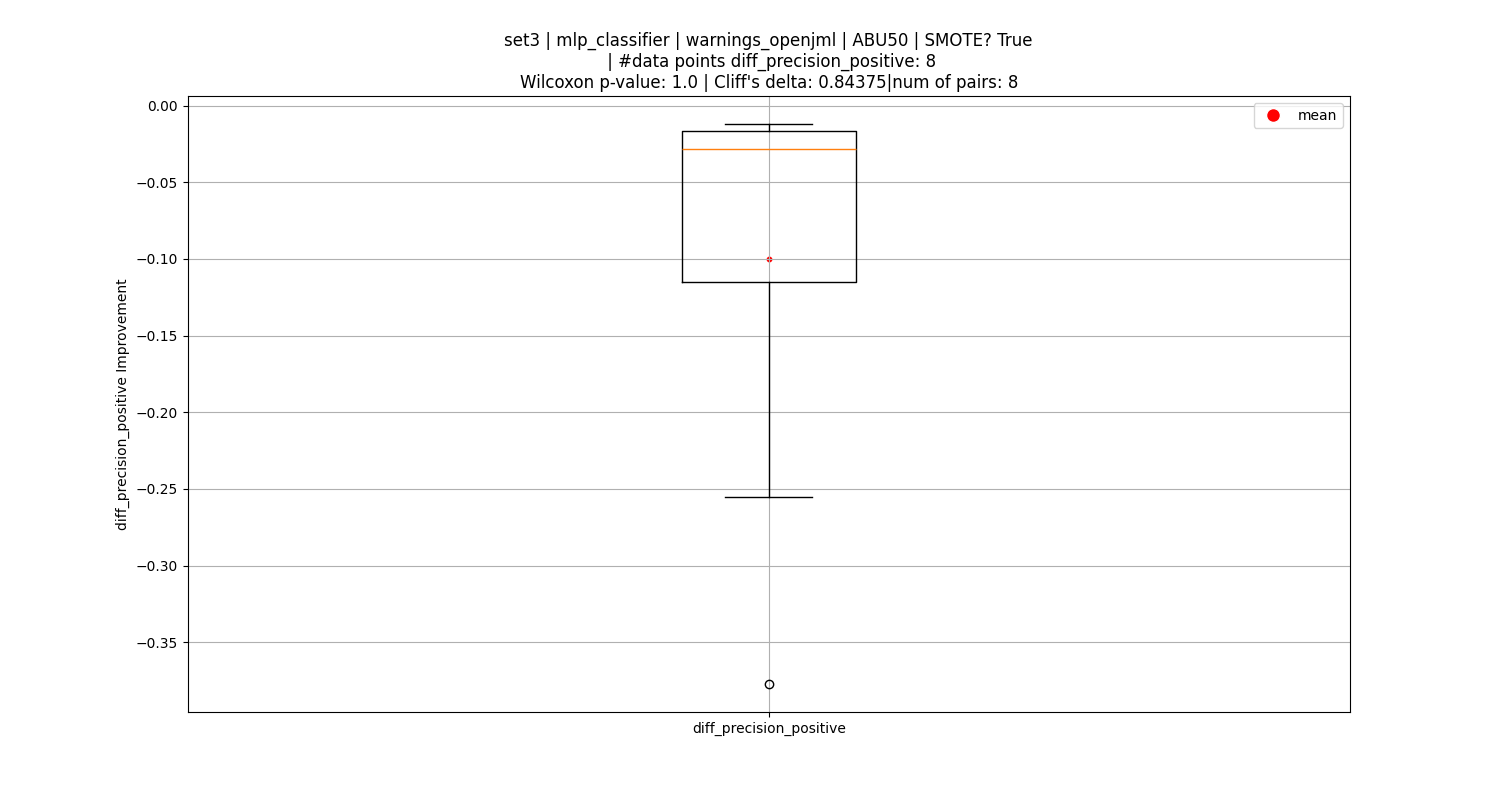 set3 | mlp_classifier | warnings_openjml | ABU50 | SMOTE? True
| #data points diff_precision_positive: 8
Wilcoxon p-value: 1.0 | Cliff's delta: 0.84375|num of pairs: 8
mean
0.00
−0.05
−0.10
−0.15
−0.20
−0.25
−0.30
−0.35
diff_precision_positive Improvement
diff_precision_positive